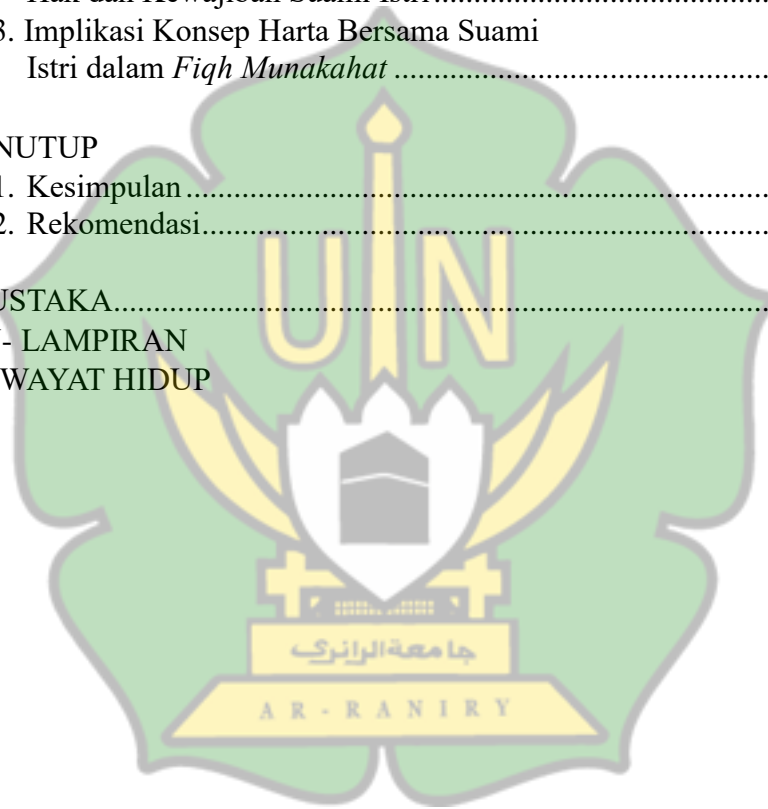 Hak dan Kewajiban Suami Istri
3. Implikasi Konsep Harta Bersama Suami
Istri dalam Fiqh Munakahat
NUTUP
1. Kesimpulan
2. Rekomendasi
USTAKA
- LAMPIRAN
WAYAT HIDUP
UIN
جامعة الرانري
AR-RANIRY